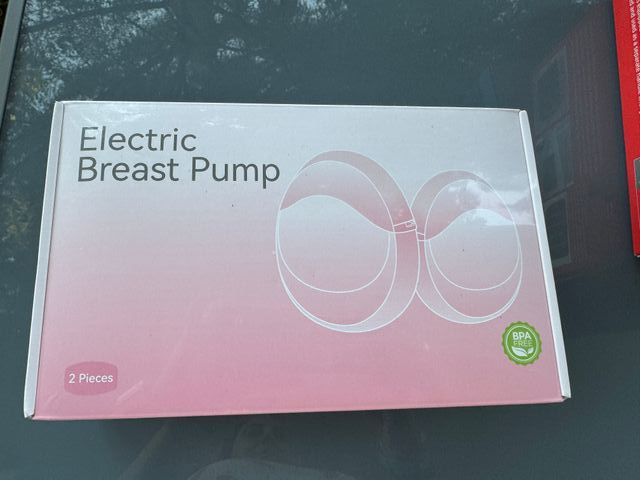 Electric
Breast Pump
BPA
FREE
2 Pieces